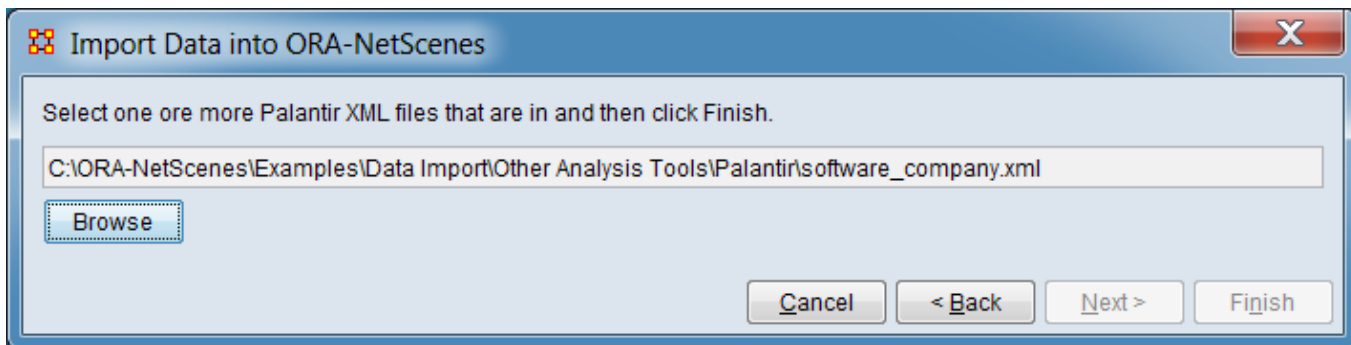 Import Data into ORA-NetScenes
X
Select one ore more Palantir XML files that are in and then click Finish.
C:\ORA-NetScenes\Examples\Data Import\Other Analysis Tools\Palantir\software_company.xml
Browse
Cancel < Back Next > Finish